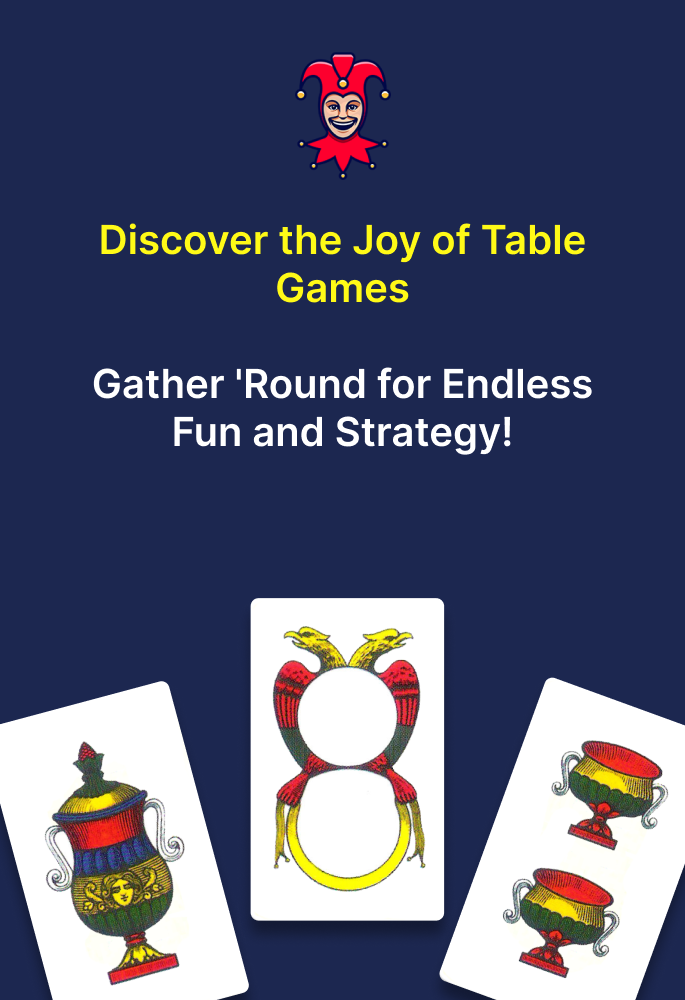 Discover the Joy of Table
Games
Gather 'Round for Endless
Fun and Strategy!